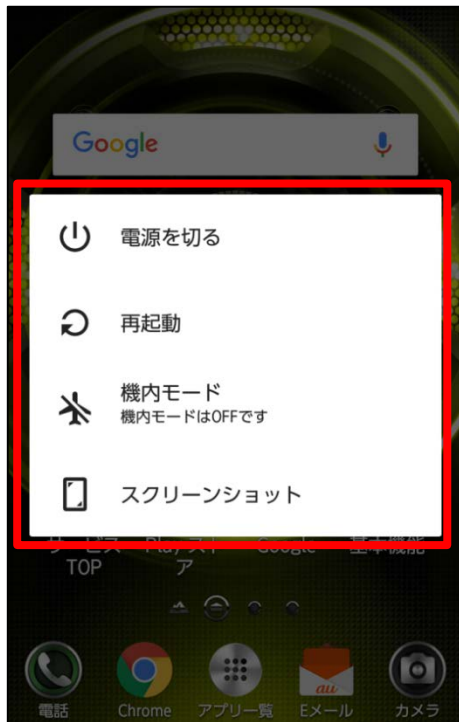 Google
電源を切る
再起動
機内モード
機内モードはOFFです
スクリーンショット
Google
TOP
ア
電話
Chrome
アプリ一覧
au
Eメール
カメラ